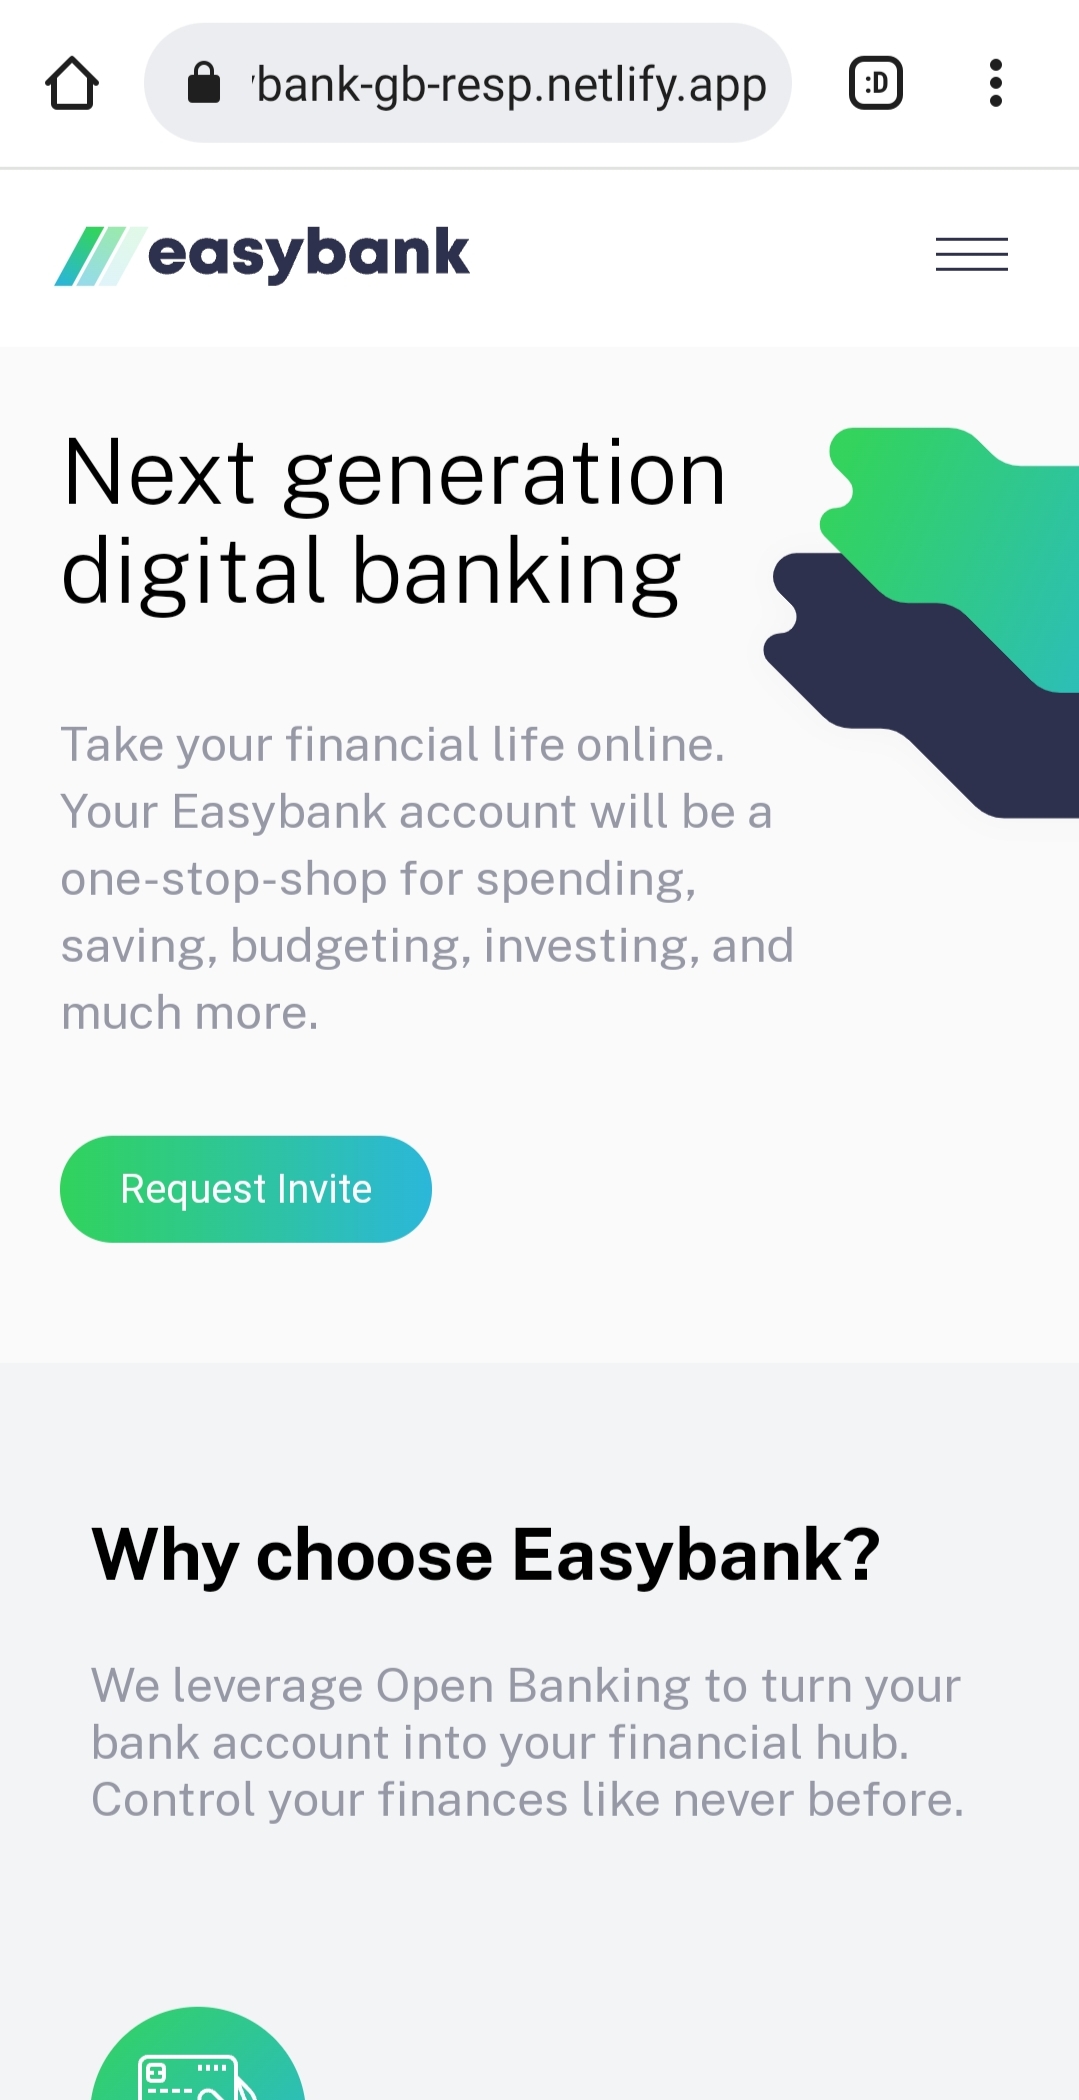 ybank-gb-resp.netlify.app
:D
easybank
Next generation
digital banking
Take your financial life online.
Your Easybank account will be a
one-stop-shop for spending,
saving, budgeting, investing, and
much more.
Request Invite
Why choose Easybank?
We leverage Open Banking to turn your
bank account into your financial hub.
Control your finances like never before.